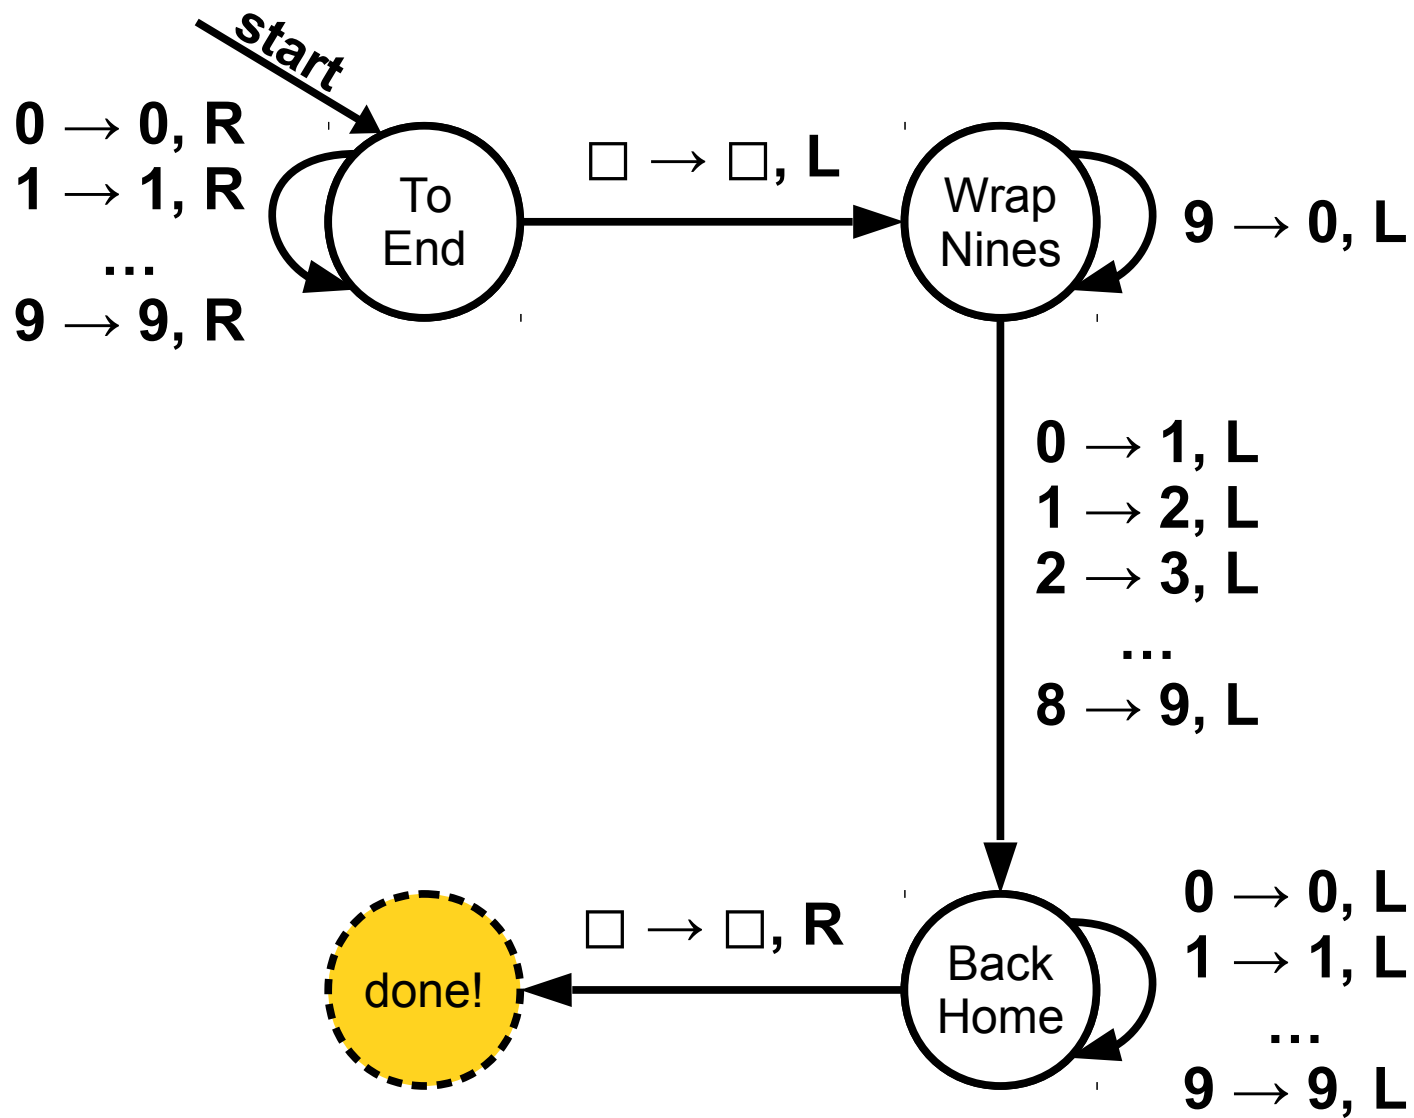 start
0 → 0, R
1 → 1, R
...
9 → 9, R
To
End
□ → □, L
Wrap
Nines
9 → 0, L
0 → 1, L
1 → 2, L
2 → 3, L
...
8 → 9, L
done!
□ → □, R
Back
Home
0 → 0, L
1 → 1, L
...
9 → 9, L